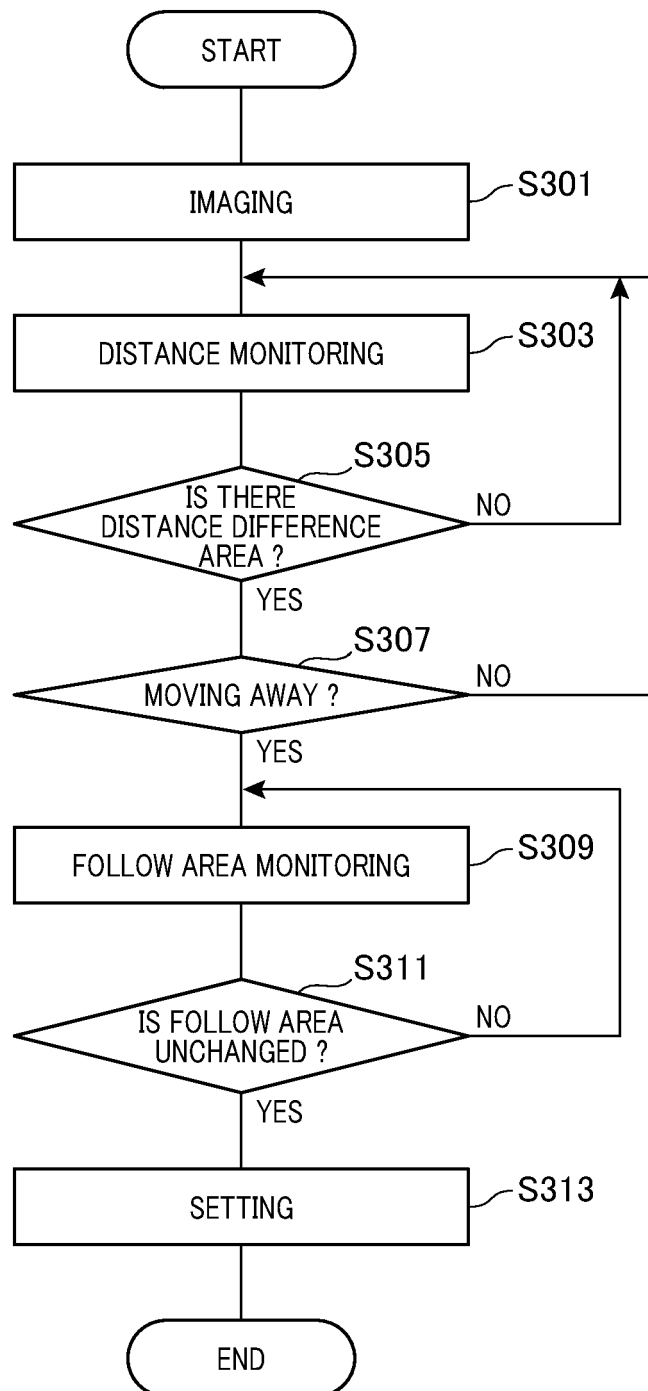 START
IMAGING
S301
DISTANCE MONITORING
S303
S305
IS THERE
DISTANCE DIFFERENCE
AREA ?
NO
YES
S307
MOVING AWAY ?
NO
YES
FOLLOW AREA MONITORING
S309
S311
IS FOLLOW AREA
UNCHANGED ?
NO
YES
SETTING
S313
END